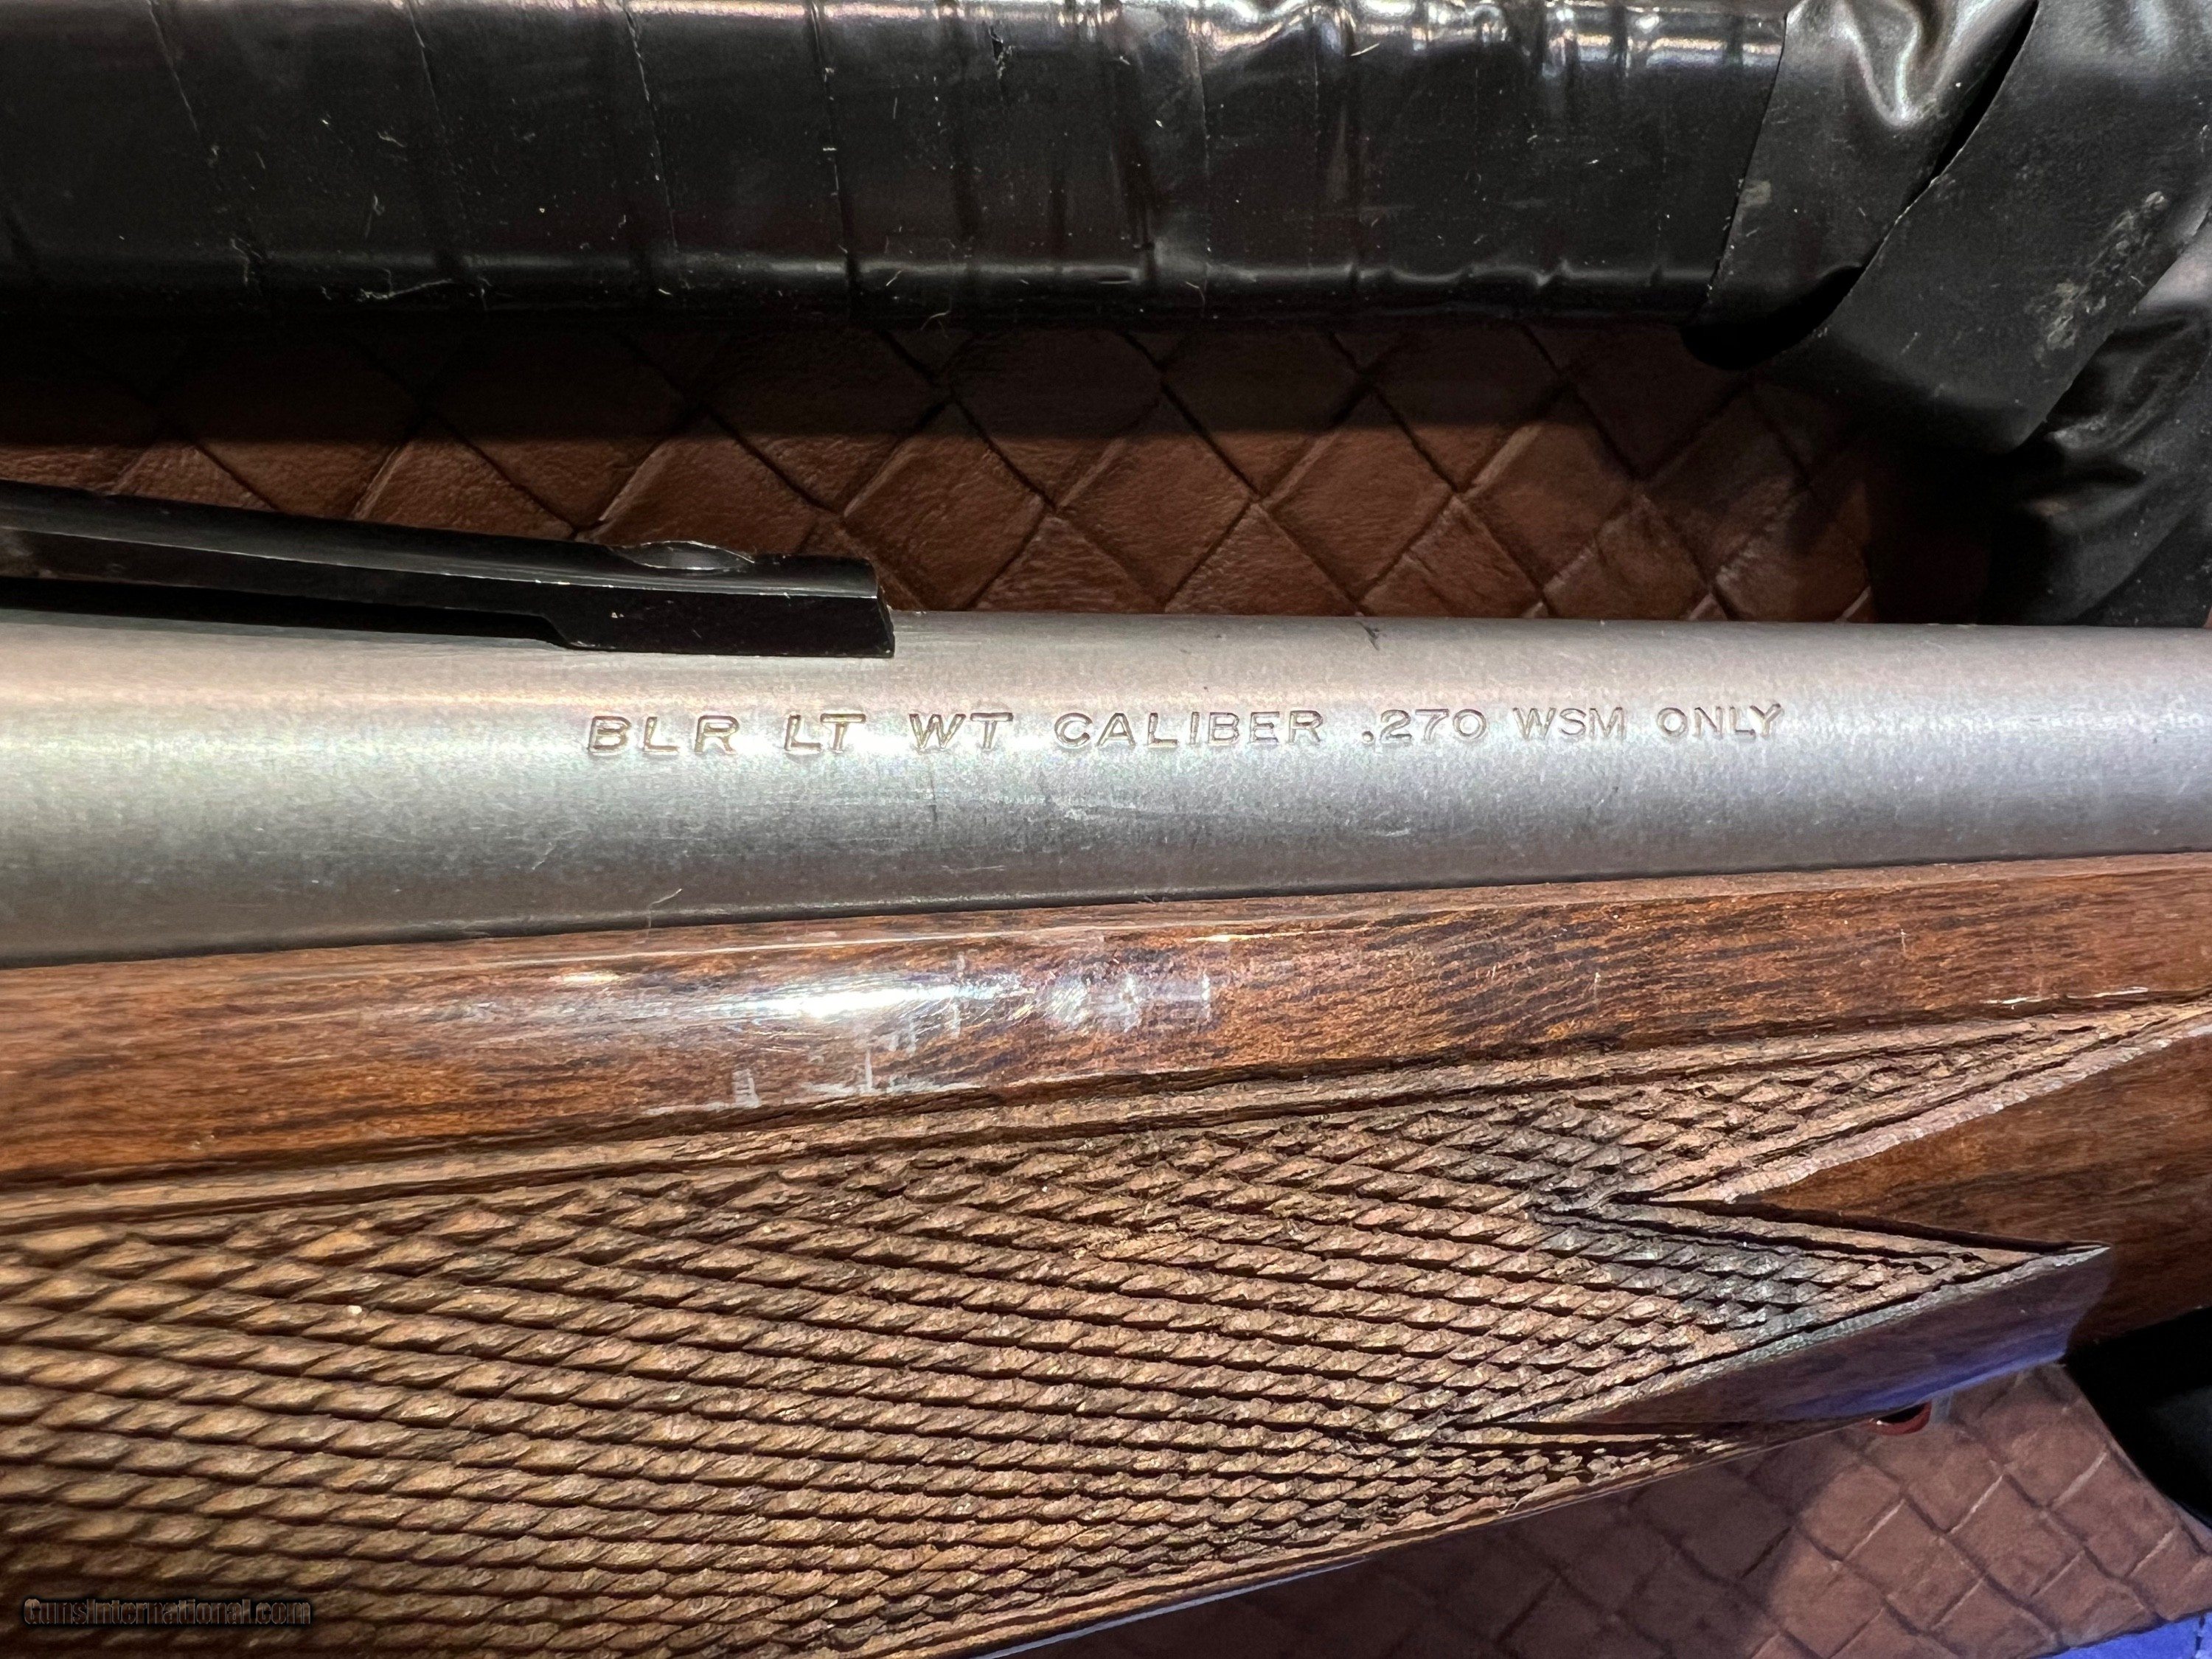 BLR LT WT CALIBER .270 WSM ONLY
GunsInternational.com